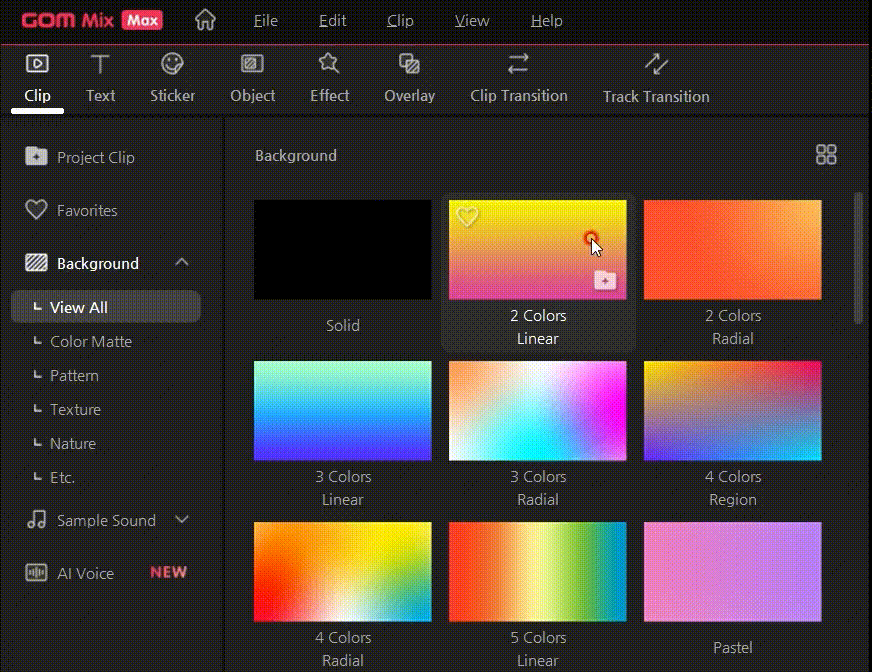 GOM Mix Max
File Edit Clip View Help
Clip Text Sticker Object Effect Overlay Clip Transition Track Transition
Project Clip
Favorites
Background
View All
Color Matte
Pattern
Texture
Nature
Etc.
Sample Sound
AI Voice NEW
Background
Solid
2 Colors
Linear
2 Colors
Radial
3 Colors
Linear
3 Colors
Radial
4 Colors
Region
4 Colors
Radial
5 Colors
Linear
Pastel